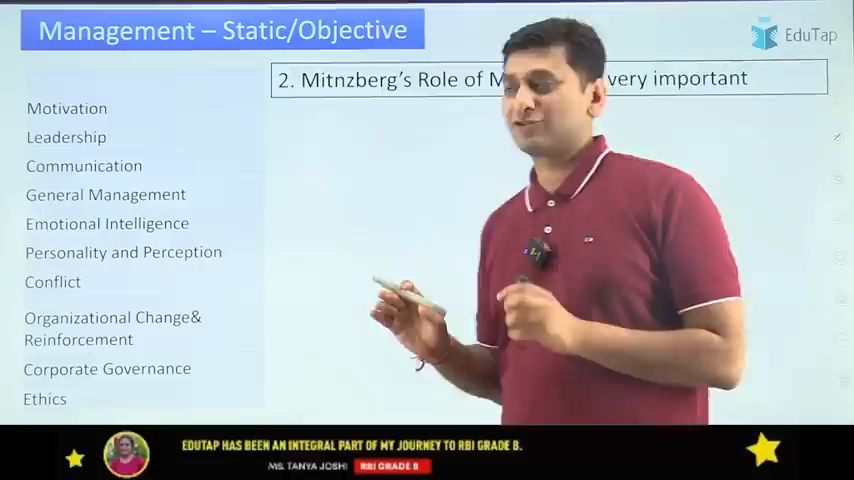 Management – Static/Objective
EduTap
2. Mitnzberg's Role of M very important
Motivation
Leadership
Communication
General Management
Emotional Intelligence
Personality and Perception
Conflict
Organizational Change&
Reinforcement
Corporate Governance
Ethics
EDUTAP HAS BEEN AN INTEGRAL PART OF MY JOURNEY TO RBI GRADE B.
MS. TANYA JOSHI RBI GRADE B